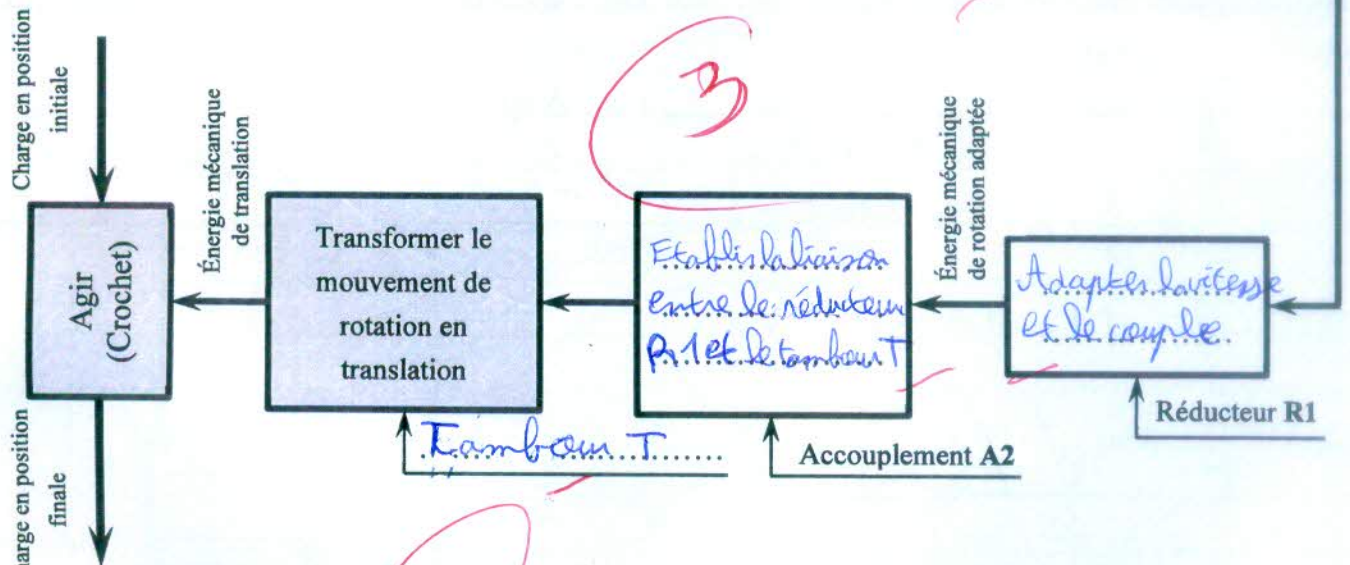 3
Charge en position
initiale
Énergie mécanique
de translation
Énergie mécanique
de rotation adaptée
Agir
(Crochet)
Transformer le
mouvement de
rotation en
translation
Etablis la liaison
entre le réducteur
R1 et le tambour T
Adapter la vitesse
et le couple
Tambour T
Accouplement A2
Réducteur R1
harge en position
finale